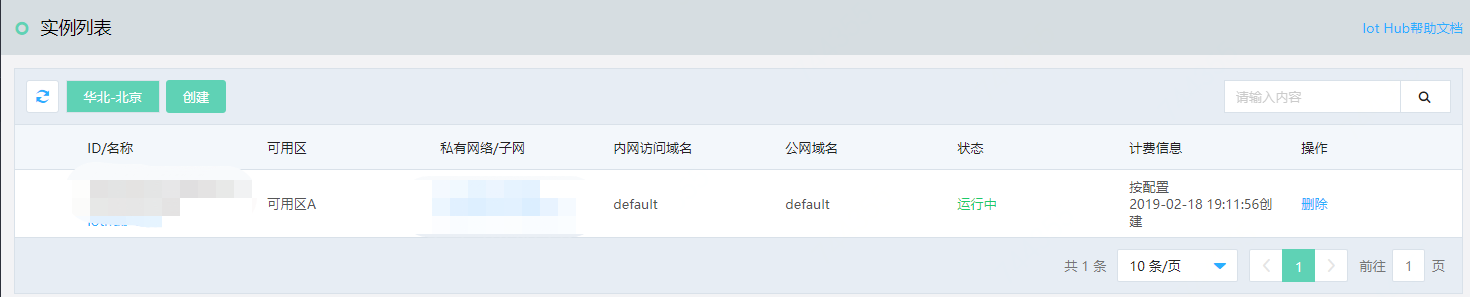 实例列表
Iot Hub帮助文档
华北-北京
创建
请输入内容
ID/名称
可用区
私有网络/子网
内网访问域名
公网域名
状态
计费信息
操作
可用区A
default
default
运行中
按配置
2019-02-18 19:11:56创
建
删除
共 1 条
10 条/页
1
前往
1
页